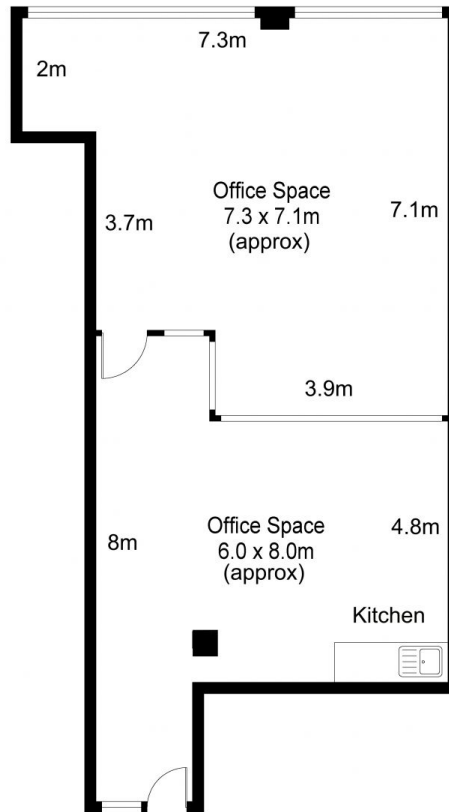 7.3m
2m
Office Space
7.3 x 7.1m
(approx)
7.1m
3.7m
3.9m
Office Space
6.0 x 8.0m
(approx)
4.8m
8m
Kitchen